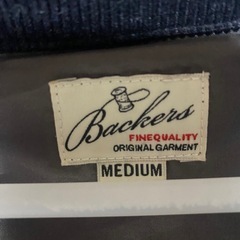 Backers
FINEQUALITY
ORIGINAL GARMENT
MEDIUM